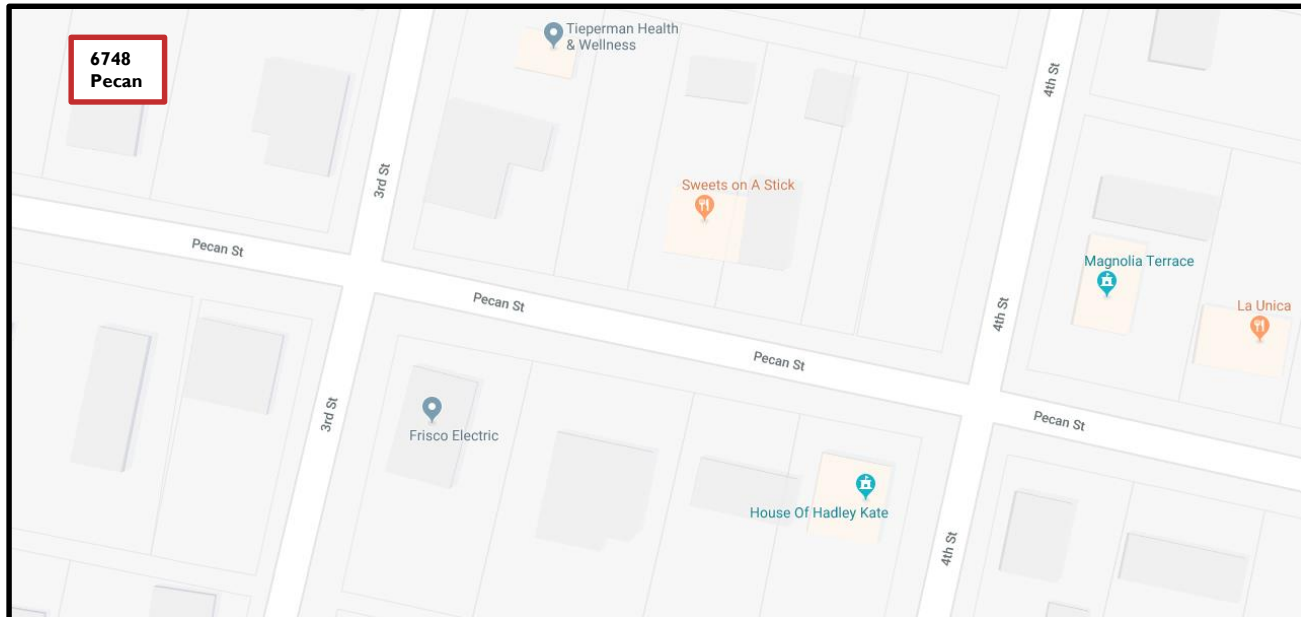 6748
Pecan
Tieperman Health
& Wellness
4th St
3rd St
Sweets on A Stick
Pecan St
Magnolia Terrace
Pecan St
4th St
La Unica
Pecan St
3rd St
Pecan St
Frisco Electric
House Of Hadley Kate
4th St